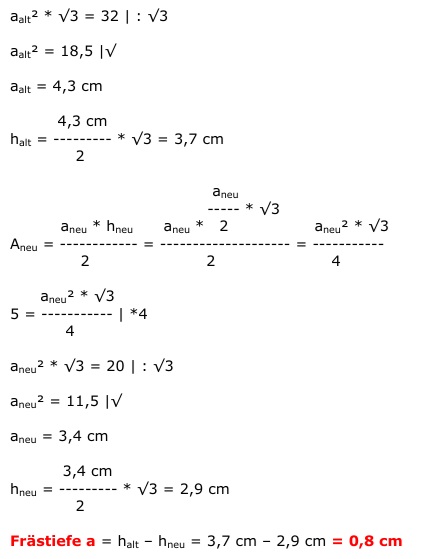 aalt² * √3 = 32 | : √3
aalt² = 18,5 |√
aalt = 4,3 cm
4,3 cm
halt = --------- * √3 = 3,7 cm
2
aneu
----- * √3
aneu * hneu aneu * 2 aneu² * √3
Aneu = ------------ = -------------------- = -----------
2 2 4
aneu² * √3
5 = ----------- | *4
4
aneu² * √3 = 20 | : √3
aneu² = 11,5 |√
aneu = 3,4 cm
3,4 cm
hneu = --------- * √3 = 2,9 cm
2
Frästiefe a = halt – hneu = 3,7 cm – 2,9 cm = 0,8 cm